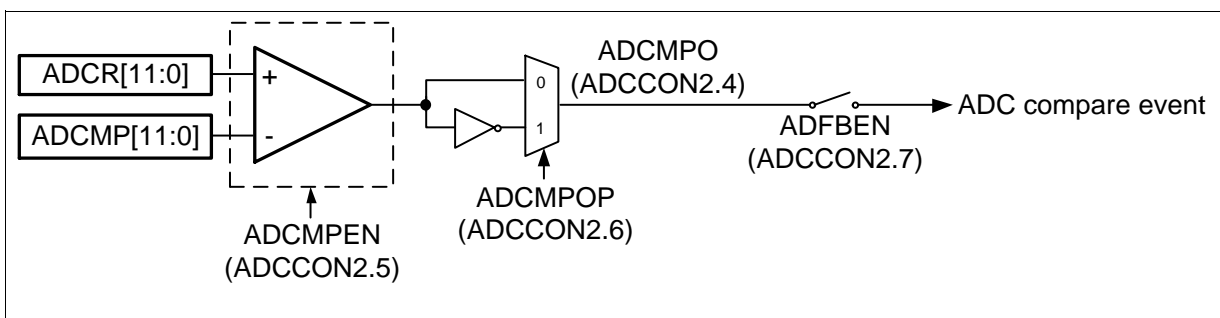 ADCR[11:0]
ADCMP[11:0]
+
-
ADCMPEN
(ADCCON2.5)
0
1
ADCMPOP
(ADCCON2.6)
ADCMPO
(ADCCON2.4)
ADFBEN
(ADCCON2.7)
ADC compare event